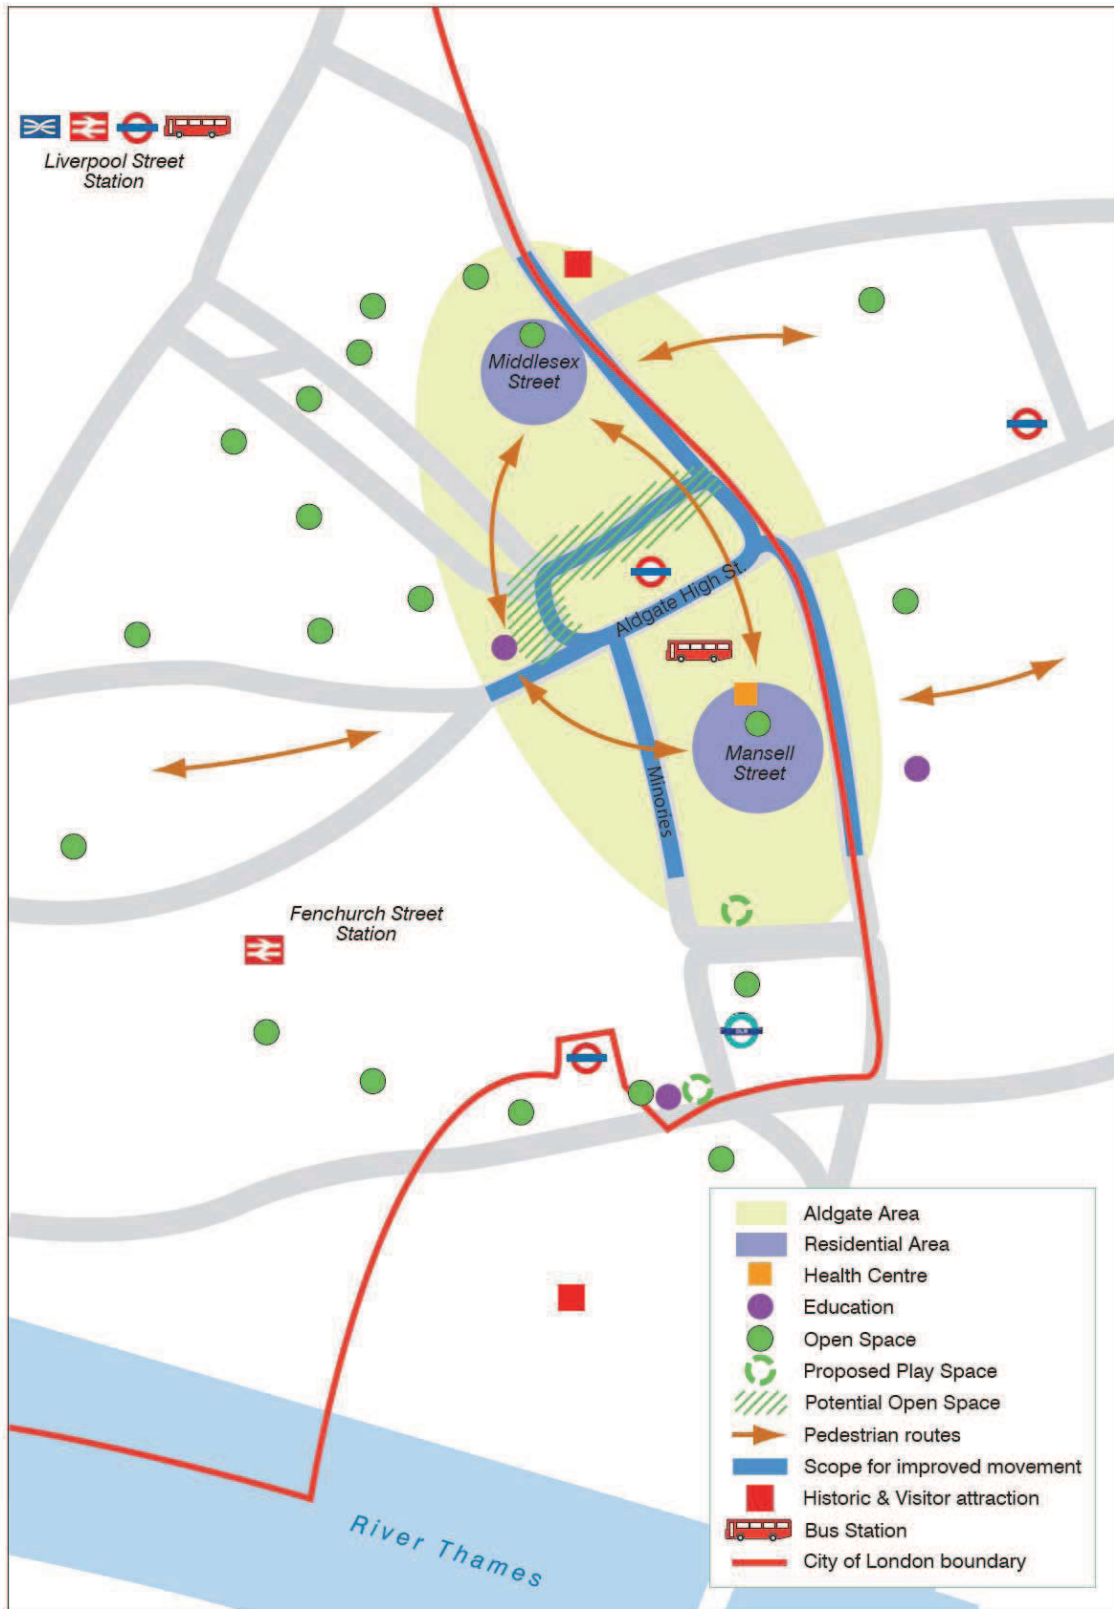 Liverpool Street
Station
Middlesex
Street
Aldgate High St.
Mansell
Street
Minories
Fenchurch Street
Station
DLR
Aldgate Area
Residential Area
Health Centre
Education
Open Space
Proposed Play Space
Potential Open Space
Pedestrian routes
Scope for improved movement
Historic & Visitor attraction
Bus Station
City of London boundary
River Thames